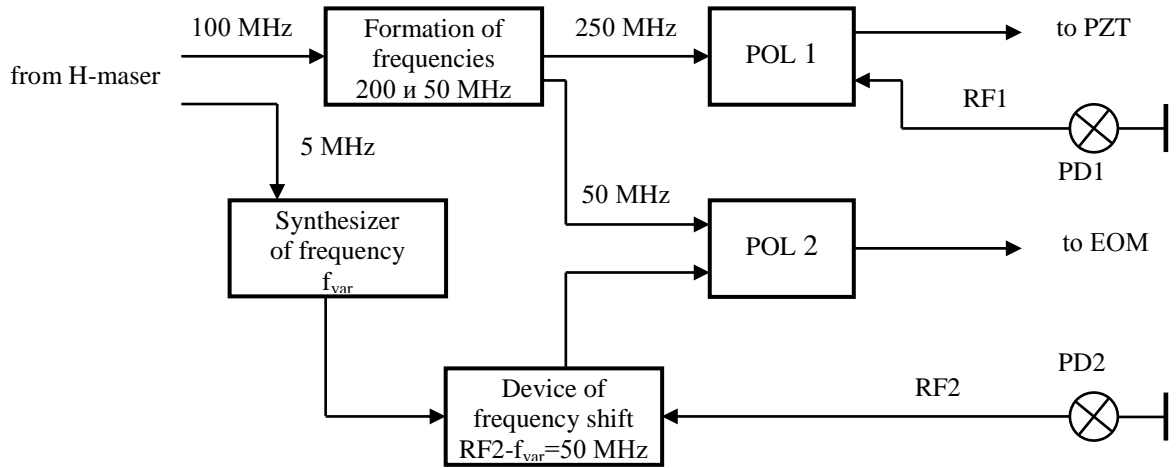 100 MHz
from H-maser
5 MHz
Formation of
frequencies
200 и 50 MHz
250 MHz
50 MHz
POL 1
to PZT
RF1
PD1
Synthesizer
of frequency
fvar
POL 2
to EOM
Device of
frequency shift
RF2-fvar=50 MHz
RF2
PD2